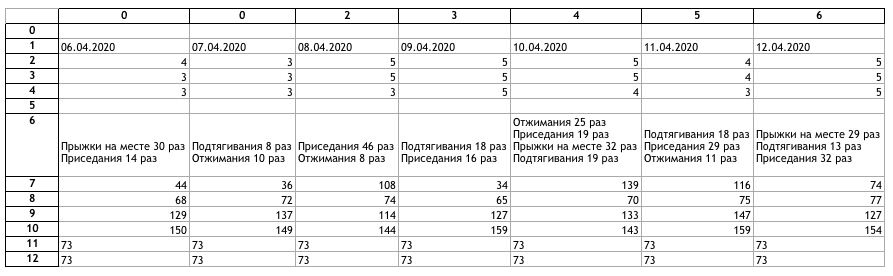 0 0 2 3 4 5 6
0
1 06.04.2020 07.04.2020 08.04.2020 09.04.2020 10.04.2020 11.04.2020 12.04.2020
2 4 3 5 5 5 4 5
3 3 3 5 5 5 4 5
4 3 3 3 5 4 3 5
5
6
Отжимания 25 раз
Приседания 19 раз Подтягивания 18 раз Прыжки на месте 29 раз
Прыжки на месте 30 раз Подтягивания 8 раз Приседания 46 раз Подтягивания 18 раз Прыжки на месте 32 раз Приседания 29 раз Подтягивания 13 раз
Приседания 14 раз Отжимания 10 раз Отжимания 8 раз Приседания 16 раз Подтягивания 19 раз Отжимания 11 раз Приседания 32 раз
7 44 36 108 34 139 116 74
8 68 72 74 65 70 75 77
9 129 137 114 127 133 147 127
10 150 149 144 159 143 159 154
11 73 73 73 73 73 73 73
12 73 73 73 73 73 73 73